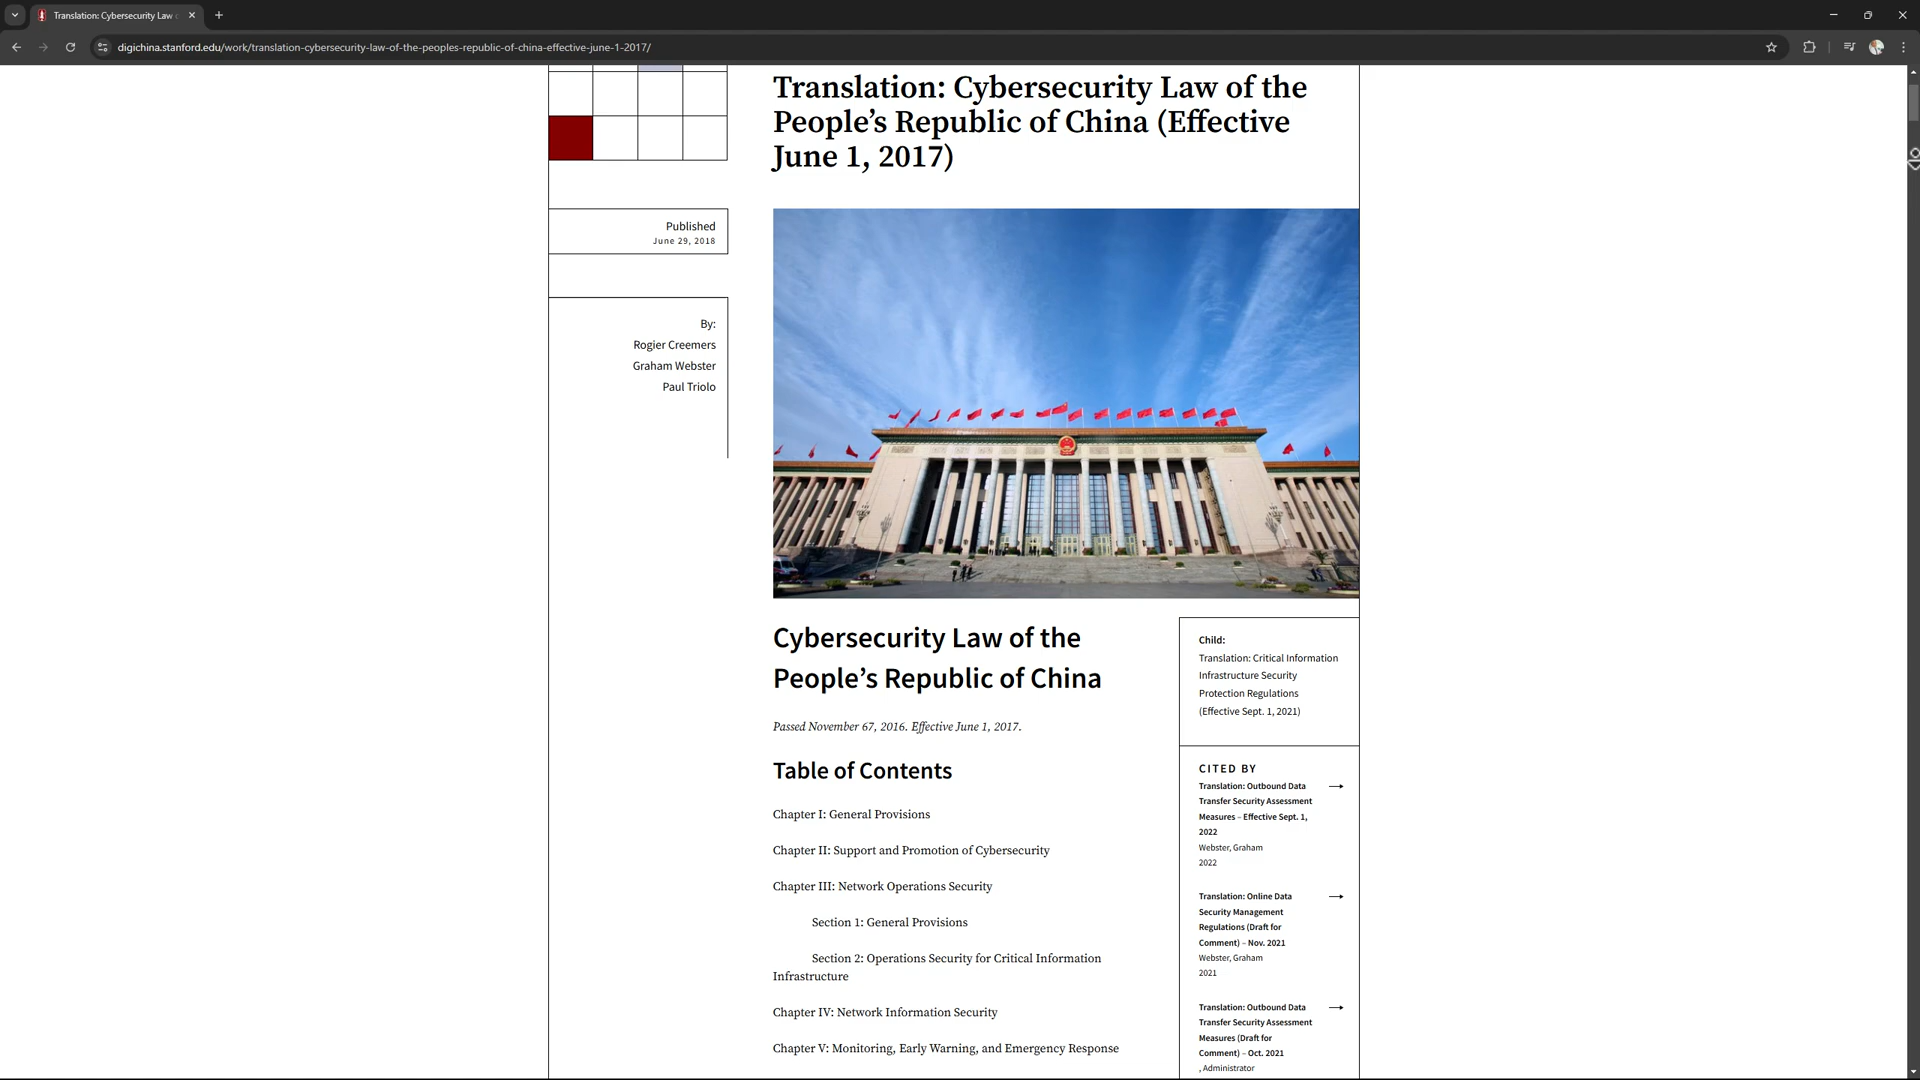 Translation: Cybersecurity Law
digichina.stanford.edu/work/translation-cybersecurity-law-of-the-peoples-republic-of-china-effective-june-1-2017/
Translation: Cybersecurity Law of the
People’s Republic of China (Effective
June 1, 2017)
Published
June 29, 2018
By:
Rogier Creemers
Graham Webster
Paul Triolo
Cybersecurity Law of the
People’s Republic of China
Passed November 67, 2016. Effective June 1, 2017.
Table of Contents
Chapter I: General Provisions
Chapter II: Support and Promotion of Cybersecurity
Chapter III: Network Operations Security
Section 1: General Provisions
Section 2: Operations Security for Critical Information
Infrastructure
Chapter IV: Network Information Security
Chapter V: Monitoring, Early Warning, and Emergency Response
Child:
Translation: Critical Information
Infrastructure Security
Protection Regulations
(Effective Sept. 1, 2021)
CITED BY
Translation: Outbound Data
Transfer Security Assessment
Measures – Effective Sept. 1,
2022
Webster, Graham
2022
Translation: Online Data
Security Management
Regulations (Draft for
Comment) – Nov. 2021
Webster, Graham
2021
Translation: Outbound Data
Transfer Security Assessment
Measures (Draft for
Comment) – Oct. 2021
, Administrator